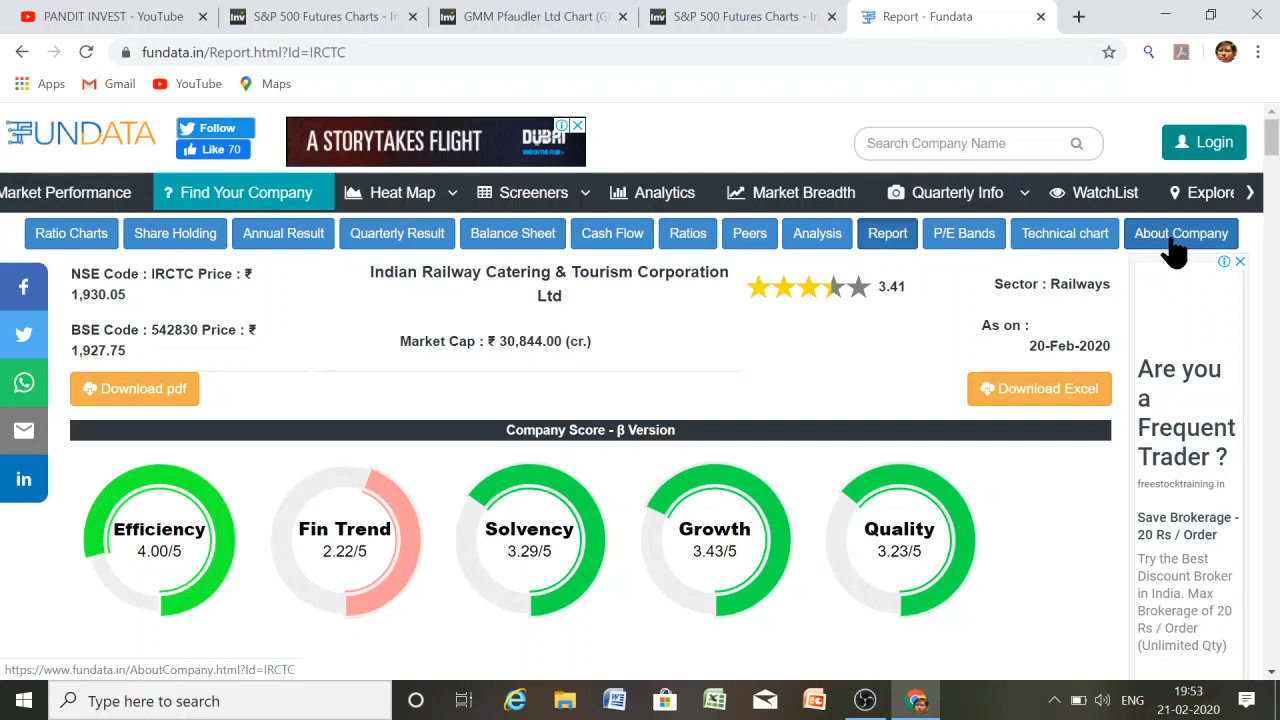 PANDIT INVEST - YouTube
S&P 500 Futures Charts - In
GMM Pfaudler Ltd Chart (G
S&P 500 Futures Charts - In
Report - Fundata
fundata.in/Report.html?Id=IRCTC
Apps
Gmail
YouTube
Maps
FUNDATA
Follow
Like 70
A STORYTAKES FLIGHT
DUBAI
Search Company Name
Login
Market Performance
? Find Your Company
Heat Map
Screeners
Analytics
Market Breadth
Quarterly Info
WatchList
Explore
Ratio Charts
Share Holding
Annual Result
Quarterly Result
Balance Sheet
Cash Flow
Ratios
Peers
Analysis
Report
P/E Bands
Technical chart
About Company
NSE Code : IRCTC Price : ₹
1,930.05
BSE Code : 542830 Price : ₹
1,927.75
Indian Railway Catering & Tourism Corporation
Ltd
Market Cap : ₹ 30,844.00 (cr.)
3.41
Sector : Railways
As on :
20-Feb-2020
Download pdf
Download Excel
Company Score - β Version
Efficiency
4.00/5
Fin Trend
2.22/5
Solvency
3.29/5
Growth
3.43/5
Quality
3.23/5
Are you
a
Frequent
Trader ?
freestocktraining.in
Save Brokerage -
20 Rs / Order
Try the Best
Discount Broker
in India. Max
Brokerage of 20
Rs / Order
(Unlimited Qty)
https://www.fundata.in/AboutCompany.html?Id=IRCTC
Type here to search
ENG
19:53
21-02-2020